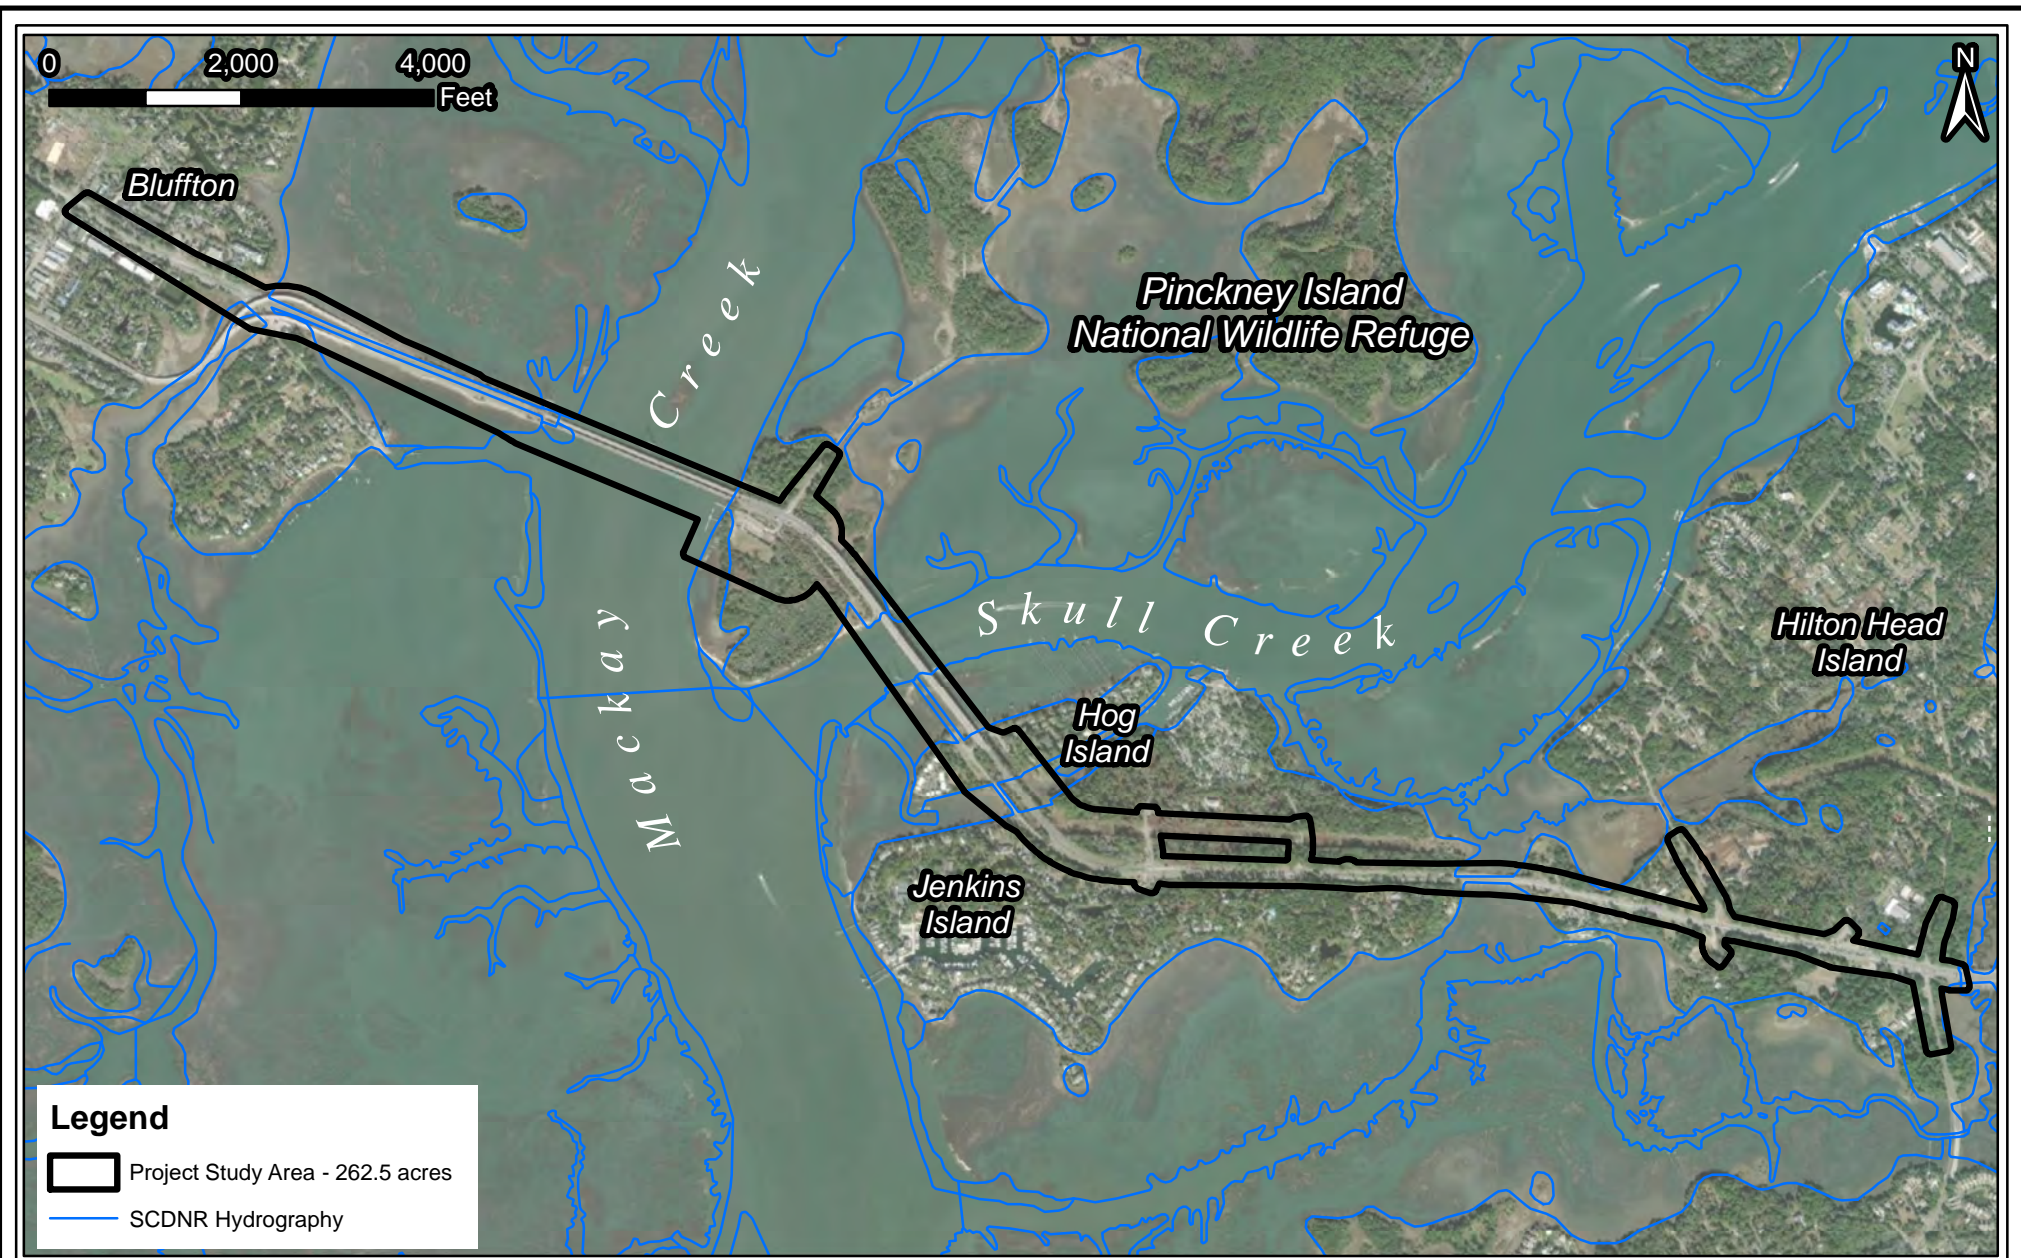 0 2,000 4,000
Feet
N
Bluffton
Creek
Pinckney Island
National Wildlife Refuge
Skull Creek
Hilton Head
Island
Mackay
Hog
Island
Jenkins
Island
Legend
Project Study Area - 262.5 acres
SCDNR Hydrography